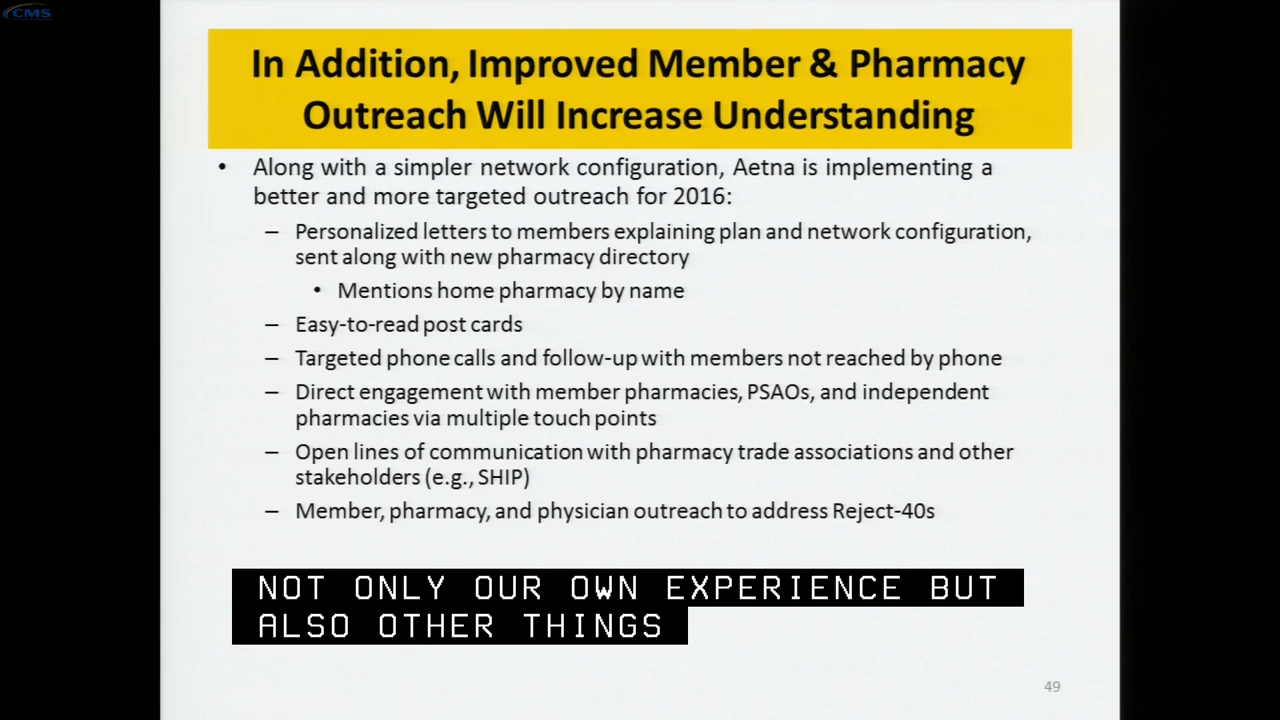 CMS
In Addition, Improved Member & Pharmacy
Outreach Will Increase Understanding
• Along with a simpler network configuration, Aetna is implementing a
better and more targeted outreach for 2016:
– Personalized letters to members explaining plan and network configuration,
sent along with new pharmacy directory
• Mentions home pharmacy by name
– Easy-to-read post cards
– Targeted phone calls and follow-up with members not reached by phone
– Direct engagement with member pharmacies, PSAOs, and independent
pharmacies via multiple touch points
– Open lines of communication with pharmacy trade associations and other
stakeholders (e.g., SHIP)
– Member, pharmacy, and physician outreach to address Reject-40s
NOT ONLY OUR OWN EXPERIENCE BUT
ALSO OTHER THINGS
49